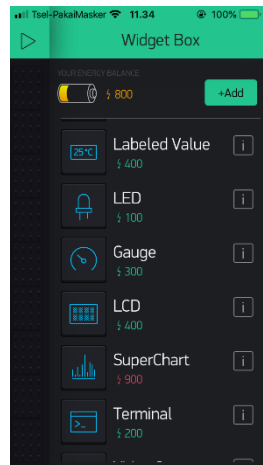 Tsel-PakaiMasker 11.34 100%
Widget Box
YOUR ENERGY BALANCE
800
+Add
25°C
Labeled Value
i
400
LED
i
100
Gauge
i
300
LCD
i
400
SuperChart
i
900
>_
Terminal
i
200